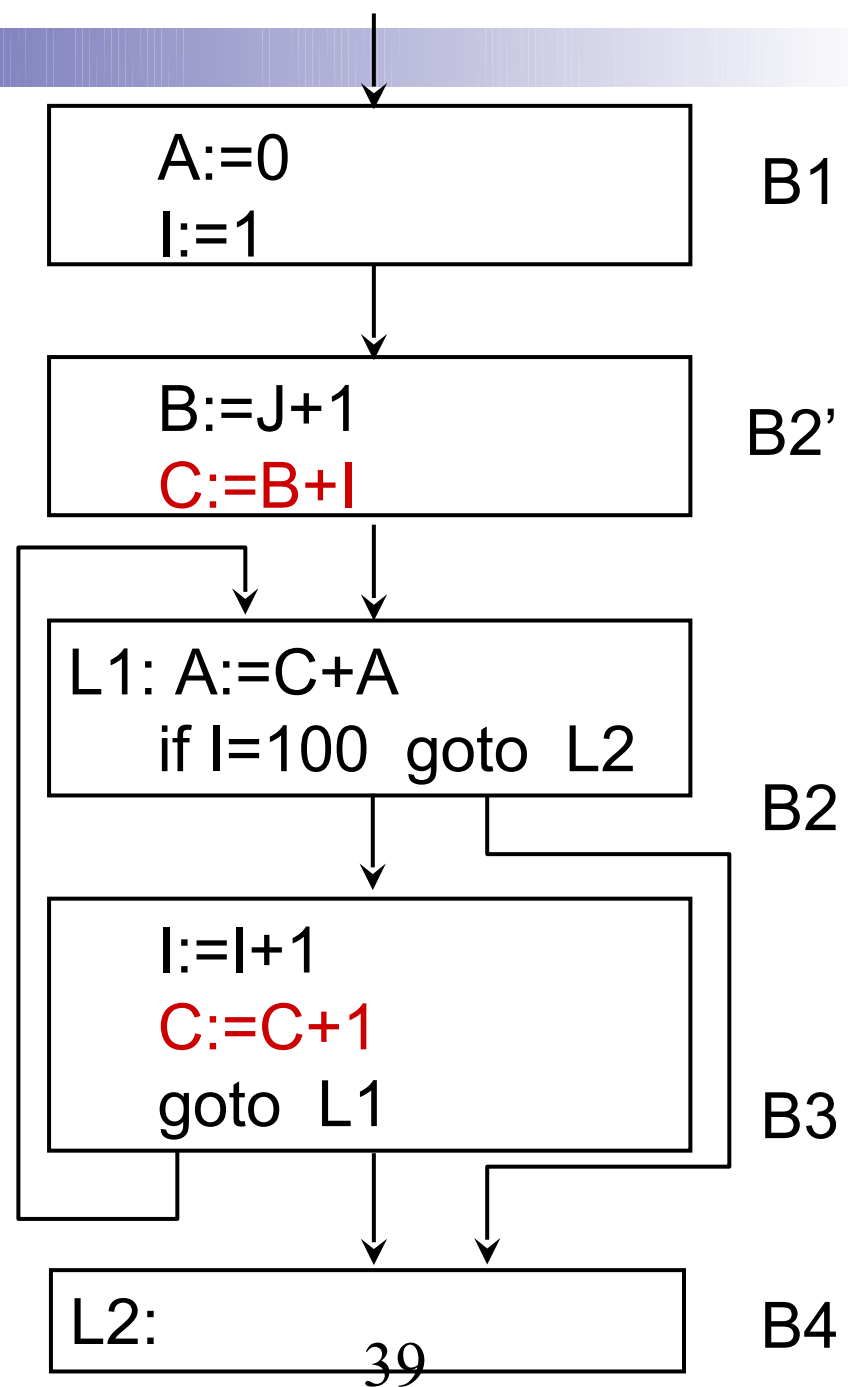 A:=0
I:=1
B1
B:=J+1
C:=B+I
B2’
L1: A:=C+A
if I=100 goto L2
B2
I:=I+1
C:=C+1
goto L1
B3
L2:
B4
39